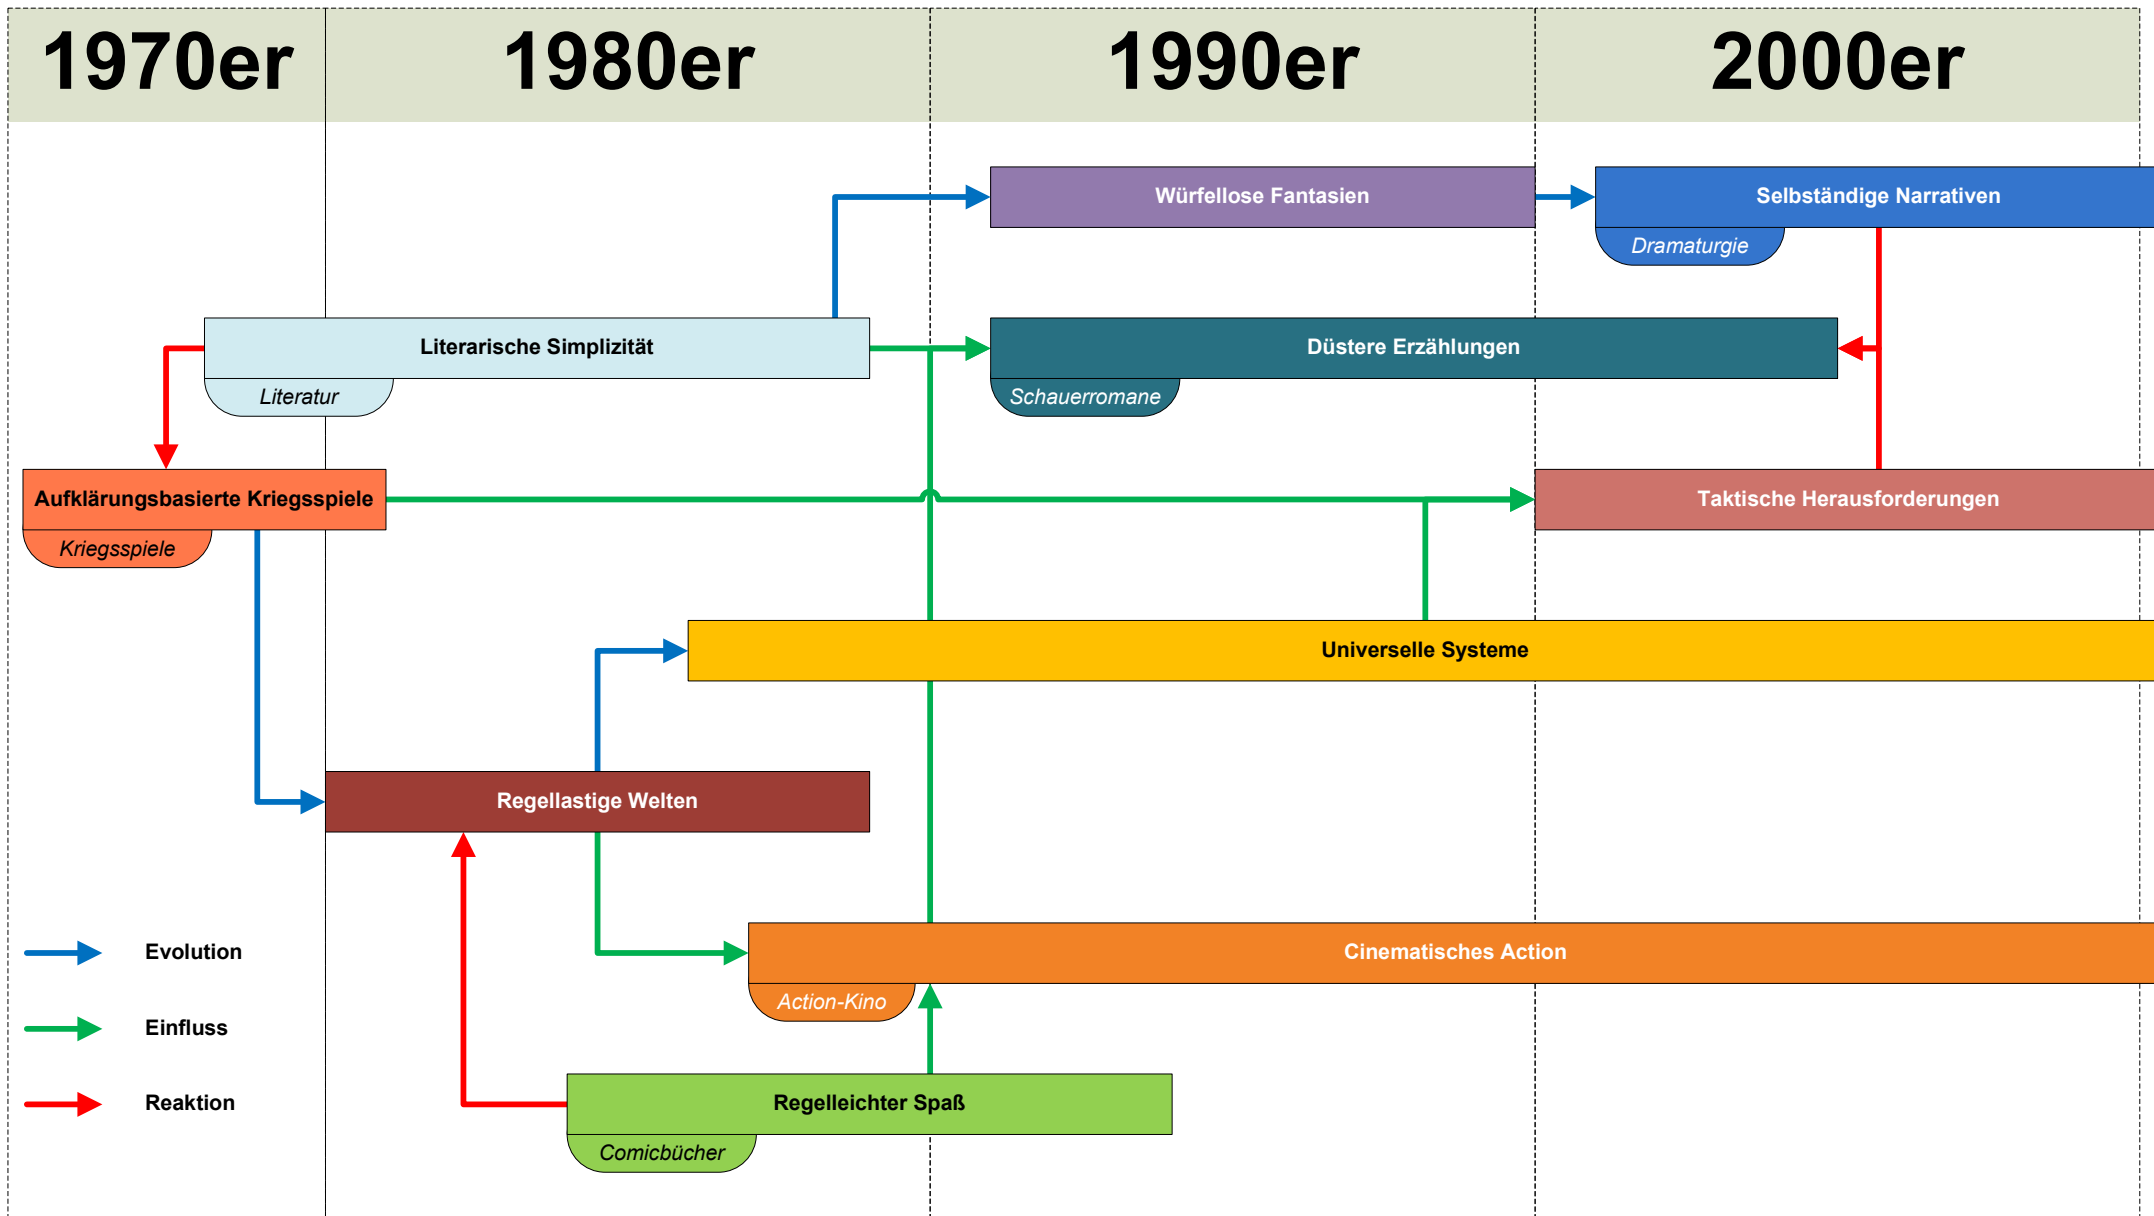 1970er
1980er
1990er
2000er
Würfellose Fantasien
Selbständige Narrativen
Dramaturgie
Literarische Simplizität
Literatur
Düstere Erzählungen
Schauerromane
Aufklärungsbasierte Kriegsspiele
Kriegsspiele
Taktische Herausforderungen
Universelle Systeme
Regellastige Welten
Cinematisches Action
Action-Kino
Regelleichter Spaß
Comicbücher
Evolution
Einfluss
Reaktion